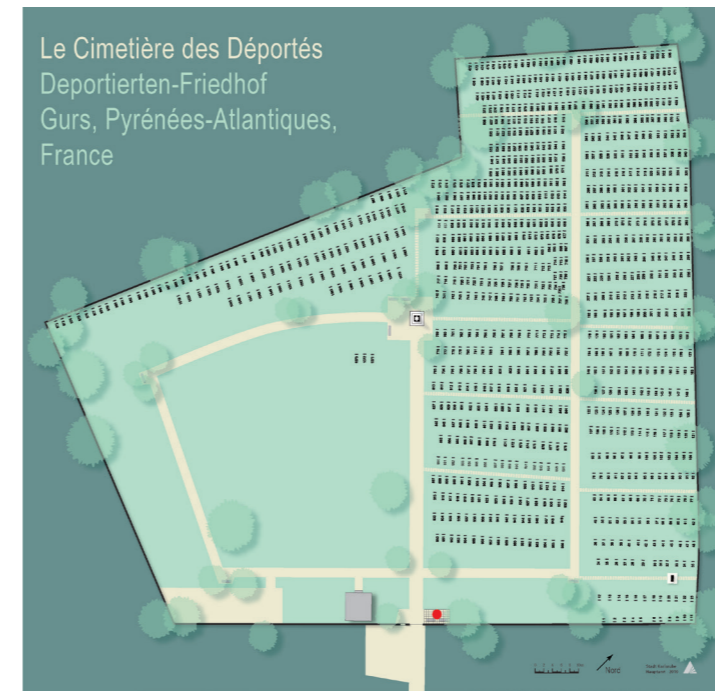 Le Cimetière des Déportés
Deportierten-Friedhof
Gurs, Pyrénées-Atlantiques,
France
Nord